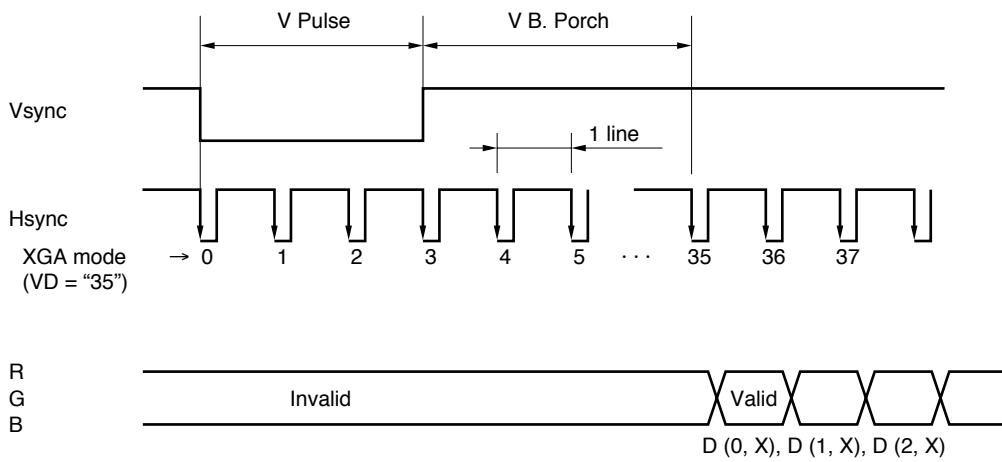 V Pulse V B. Porch
Vsync
1 line
Hsync
XGA mode → 0 1 2 3 4 5 · · · 35 36 37
(VD = “35”)
R
G Invalid Valid
B
D (0, X), D (1, X), D (2, X)